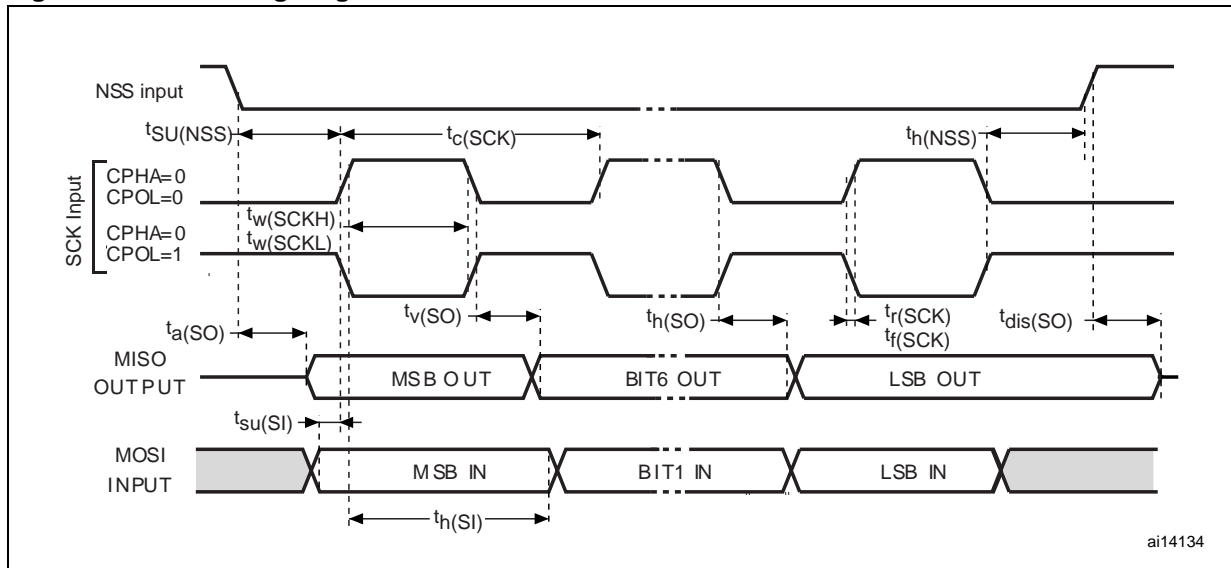 NSS input
tSU(NSS)
tc(SCK)
th(NSS)
SCK Input
CPHA=0
CPOL=0
tw(SCKH)
tw(SCKL)
CPHA=0
CPOL=1
ta(SO)
tv(SO)
th(SO)
tr(SCK)
tf(SCK)
tdis(SO)
MISO
OUTPUT
MSB OUT
BIT6 OUT
LSB OUT
tsu(SI)
MOSI
INPUT
MSB IN
BIT1 IN
LSB IN
th(SI)
ai14134